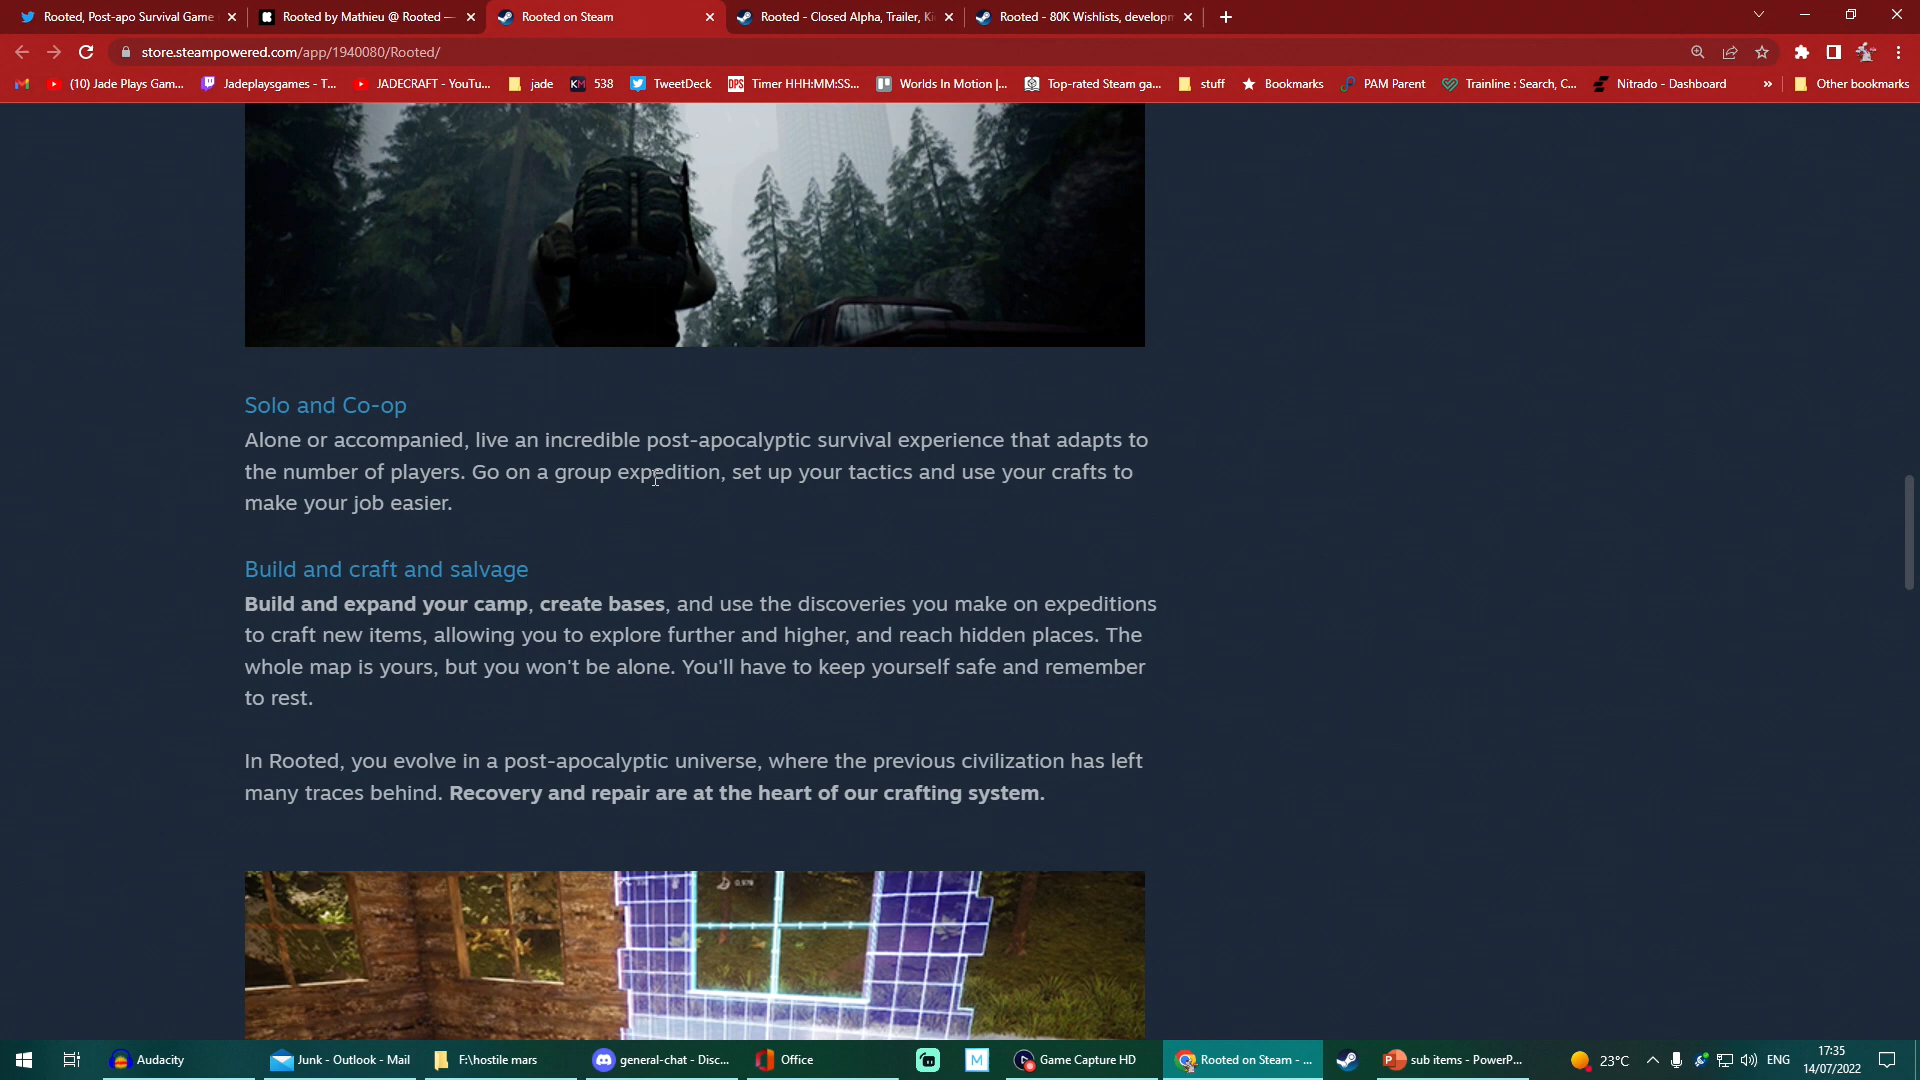 Rooted, Post-apo Survival Game
Rooted by Mathieu @ Rooted —
Rooted on Steam
Rooted - Closed Alpha, Trailer, Ki
Rooted - 80K Wishlists, developm
store.steampowered.com/app/1940080/Rooted/
(10) Jade Plays Gam...
Jadeplaysgames - T...
JADECRAFT - YouTu...
jade
KM 538
TweetDeck
DPS Timer HHH:MM:SS...
Worlds In Motion |...
Top-rated Steam ga...
stuff
Bookmarks
PAM Parent
Trainline : Search, C...
Nitrado - Dashboard
»
Other bookmarks
Solo and Co-op
Alone or accompanied, live an incredible post-apocalyptic survival experience that adapts to
the number of players. Go on a group expedition, set up your tactics and use your crafts to
make your job easier.
Build and craft and salvage
Build and expand your camp, create bases, and use the discoveries you make on expeditions
to craft new items, allowing you to explore further and higher, and reach hidden places. The
whole map is yours, but you won't be alone. You'll have to keep yourself safe and remember
to rest.
In Rooted, you evolve in a post-apocalyptic universe, where the previous civilization has left
many traces behind. Recovery and repair are at the heart of our crafting system.
Audacity
Junk - Outlook - Mail
F:\hostile mars
general-chat - Disc...
Office
M
Game Capture HD
Rooted on Steam - ...
P
sub items - PowerP...
23°C
ENG
17:35
14/07/2022